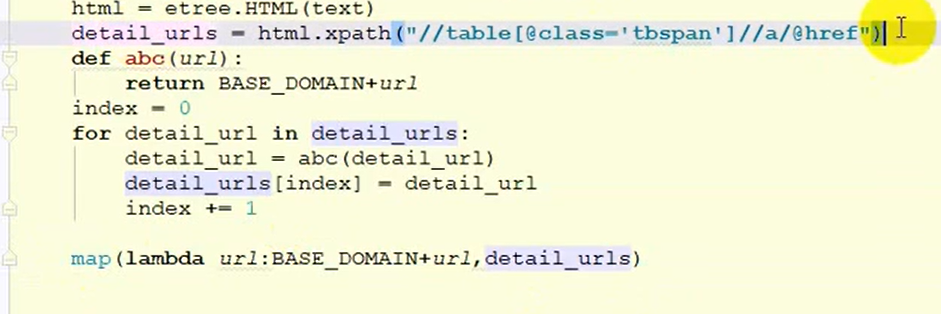 html = etree.HTML(text)
detail_urls = html.xpath("//table[@class='tbspan']//a/@href")
def abc(url):
    return BASE_DOMAIN+url
index = 0
for detail_url in detail_urls:
    detail_url = abc(detail_url)
    detail_urls[index] = detail_url
    index += 1
map(lambda url:BASE_DOMAIN+url,detail_urls)